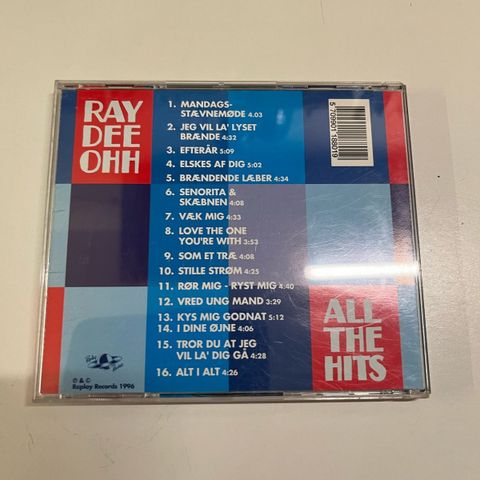 RAY
DEE
OHH
1. MANDAGS-
STÆVNEMØDE 4.03
2. JEG VIL LA' LYSET
BRÆNDE 4:32
3. EFTERÅR 5:09
4. ELSKES AF DIG 5:02
5. BRÆNDENDE LÆBER 4:34
6. SENORITA &
SKÆBNEN 4:08
7. VÆK MIG 4:33
8. LOVE THE ONE
YOU'RE WITH 3:53
9. SOM ET TRÆ 4:08
10. STILLE STRØM 4:25
11. RØR MIG - RYST MIG 4:40
12. VRED UNG MAND 3:29
13. KYS MIG GODNAT 5:12
14. I DINE ØJNE 4:06
15. TROR DU AT JEG
VIL LA' DIG GÅ 4:28
16. ALT I ALT 4:26
5 709901 188019
ALL
THE
HITS
℗ & ©
Replay Records 1996